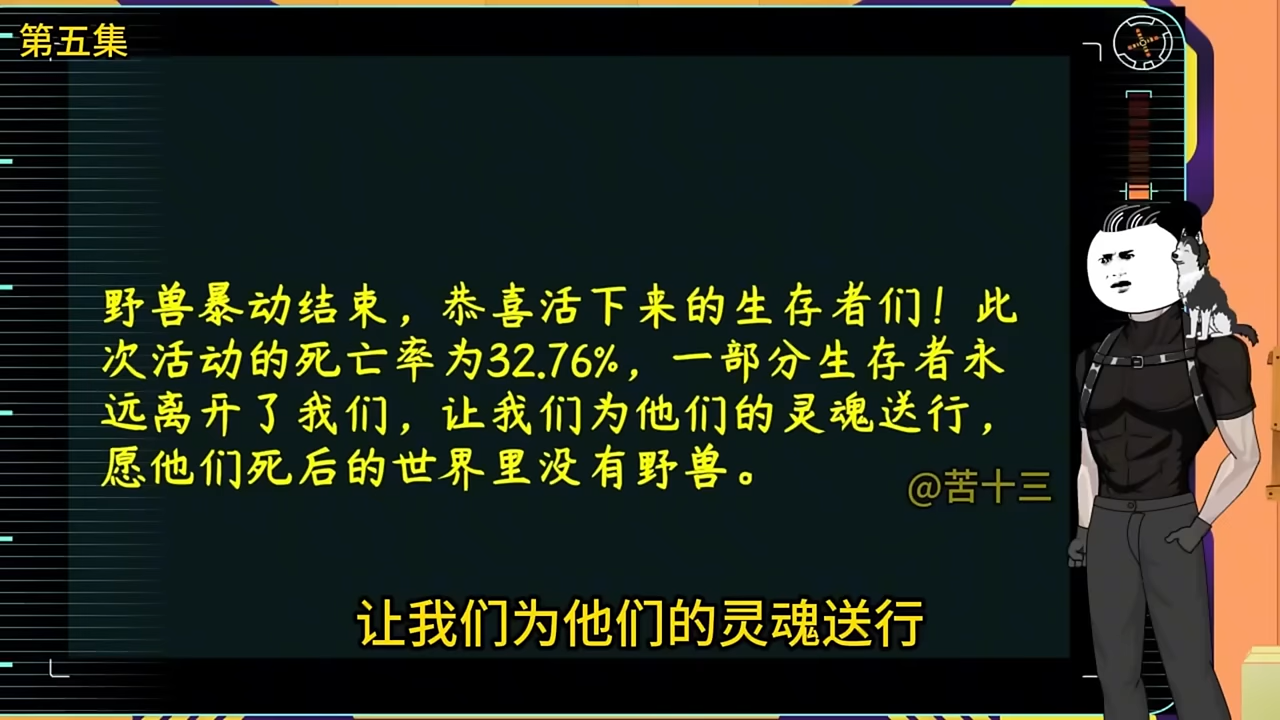 第五集
野兽暴动结束，恭喜活下来的生存者们！此
次活动的死亡率为32.76%，一部分生存者永
远离开了我们，让我们为他们的灵魂送行，
愿他们死后的世界里没有野兽。
@苦十三
让我们为他们的灵魂送行